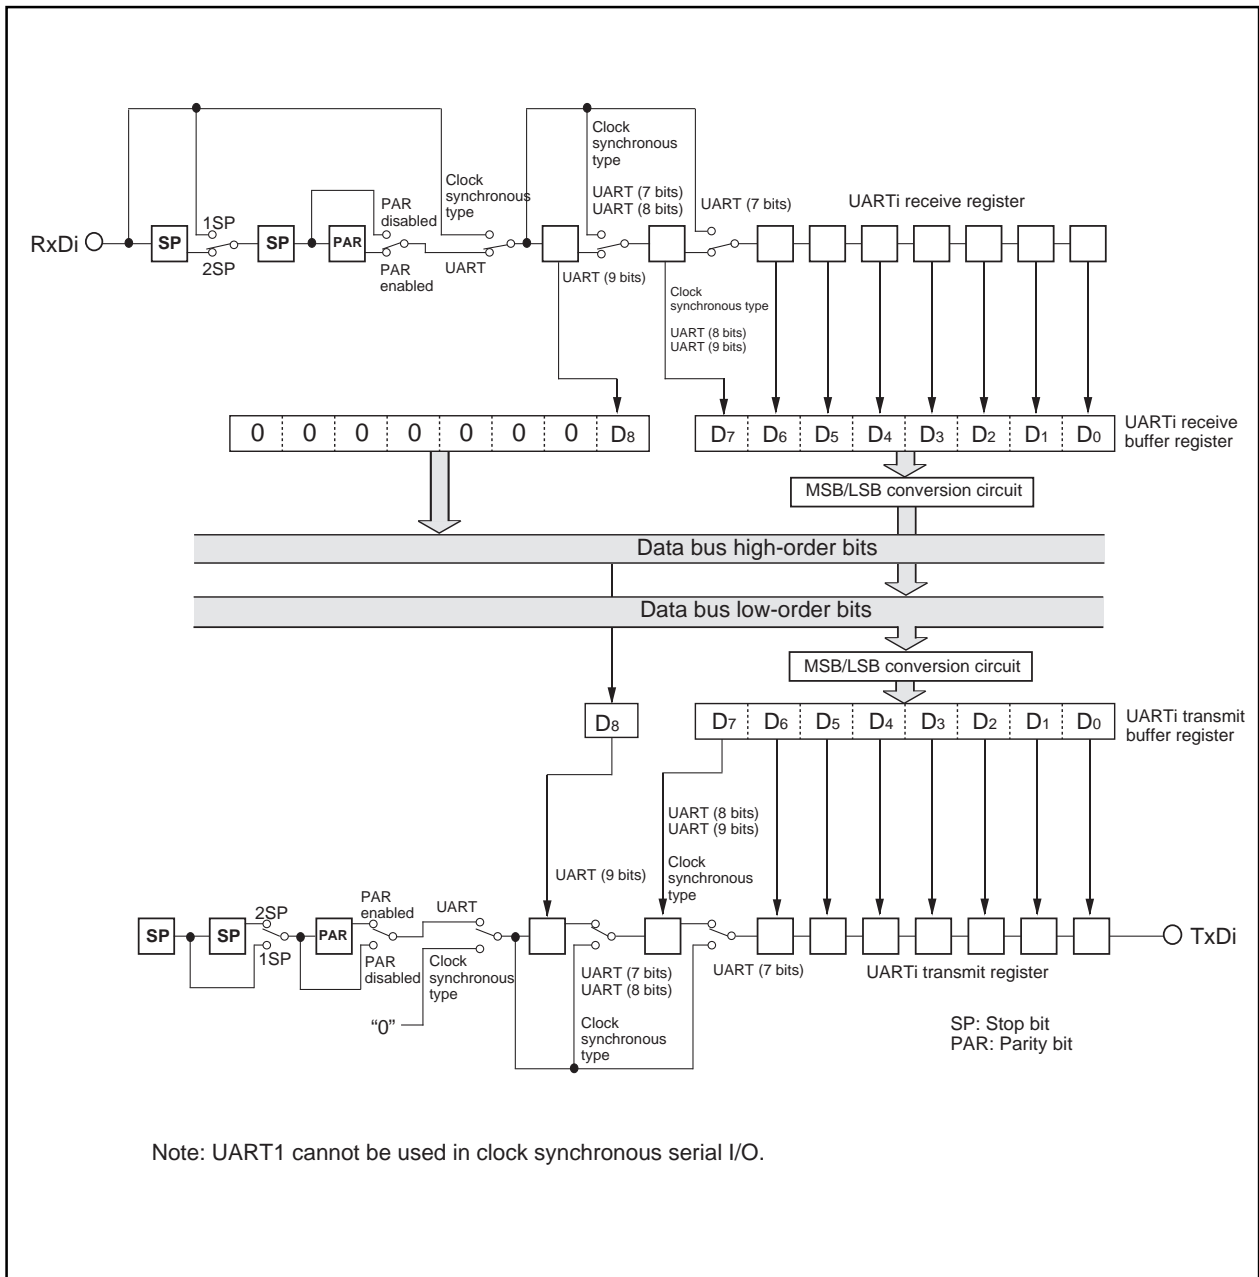 Clock
synchronous
type
UART (7 bits)
UART (8 bits)
UART (7 bits)
UARTi receive register
Clock
synchronous
type
PAR
disabled
1SP
RxDi
SP
SP
PAR
2SP
PAR
enabled
UART
UART (9 bits)
Clock
synchronous type
UART (8 bits)
UART (9 bits)
0 0 0 0 0 0 0 D8
D7 D6 D5 D4 D3 D2 D1 D0
UARTi receive
buffer register
MSB/LSB conversion circuit
Data bus high-order bits
Data bus low-order bits
MSB/LSB conversion circuit
D8
D7 D6 D5 D4 D3 D2 D1 D0
UARTi transmit
buffer register
UART (8 bits)
UART (9 bits)
Clock
synchronous
type
UART (9 bits)
PAR
enabled
UART
2SP
SP
SP
PAR
TxDi
1SP
PAR
disabled
Clock
synchronous
type
"0"
UART (7 bits)
UART (8 bits)
Clock
synchronous
type
UART (7 bits)
UARTi transmit register
SP: Stop bit
PAR: Parity bit
Note: UART1 cannot be used in clock synchronous serial I/O.